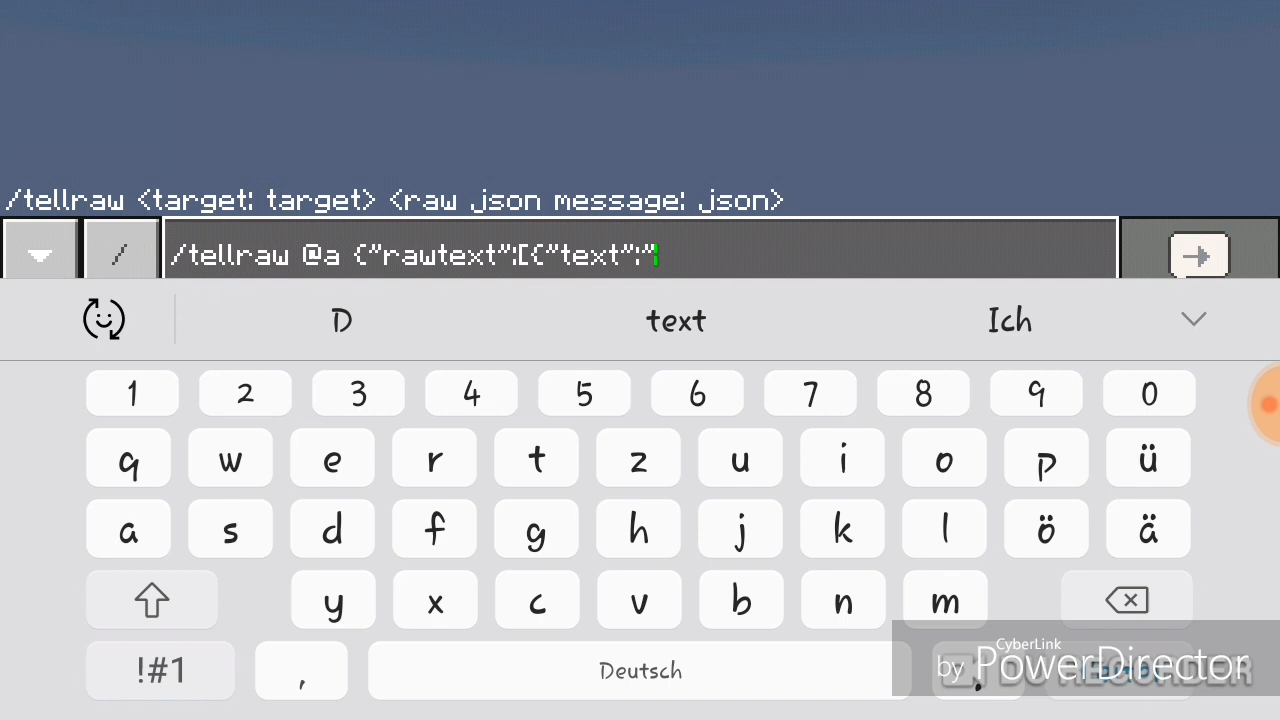 /tellraw <target: target> <raw json message: json>
/ /tellraw @a {"rawtext":[{"text":"
D text Ich
1 2 3 4 5 6 7 8 9 0
q w e r t z u i o p ü
a s d f g h j k l ö ä
y x c v b n m
!#1 , Deutsch .
CyberLink
by PowerDirector
RECORDER